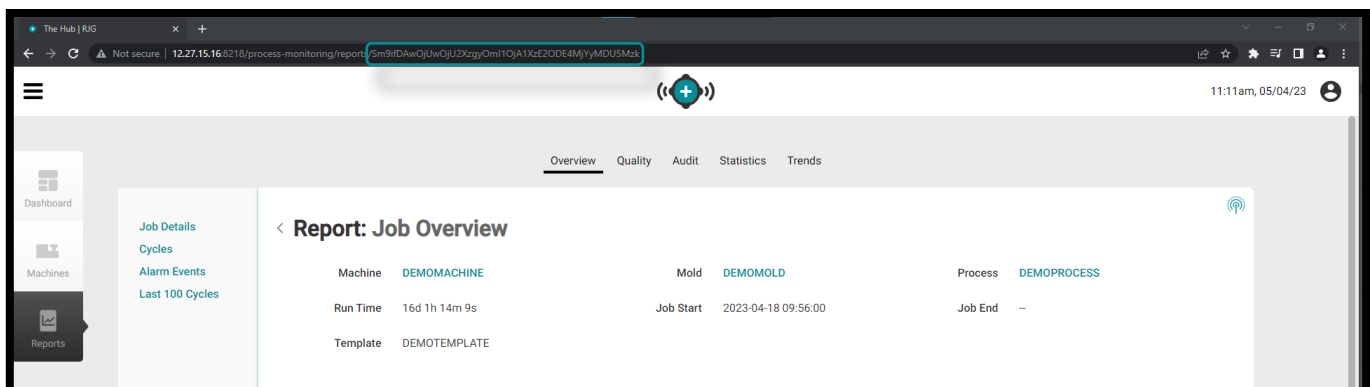 The Hub | RJG
Not secure | 12.27.15.16:8218/process-monitoring/reports/Sm9ifDAwOjUwOjU2XzgyOmI1OjA1XzE2ODE4MjYyMDU5Mzk
11:11am, 05/04/23
Overview Quality Audit Statistics Trends
Dashboard
Machines
Reports
Job Details
Cycles
Alarm Events
Last 100 Cycles
Report: Job Overview
Machine DEMOMACHINE Mold DEMOMOLD Process DEMOPROCESS
Run Time 16d 1h 14m 9s Job Start 2023-04-18 09:56:00 Job End --
Template DEMOTEMPLATE